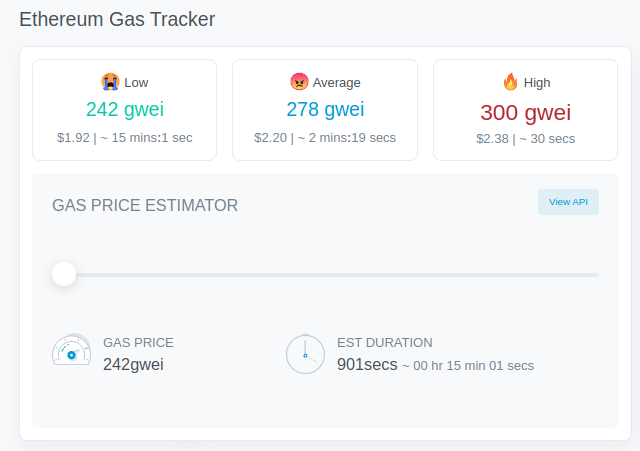 Ethereum Gas Tracker
Low
242 gwei
$1.92 | ~ 15 mins:1 sec
Average
278 gwei
$2.20 | ~ 2 mins:19 secs
High
300 gwei
$2.38 | ~ 30 secs
GAS PRICE ESTIMATOR
View API
GAS PRICE
242gwei
EST DURATION
901secs ~ 00 hr 15 min 01 secs